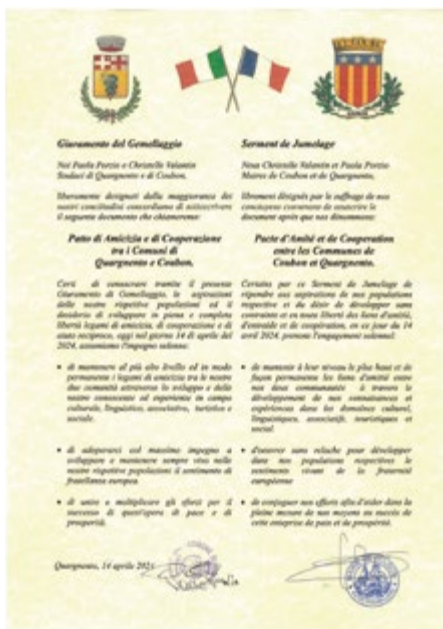 Giuramento del Gemellaggio
Noi Paola Porzio e Christelle Valantin
Sindaci di Quargnento e di Coubon,
liberamente designati dalla maggioranza dei
nostri concittadini concordiamo di sottoscrivere
il seguente documento che chiameremo:
Patto di Amicizia e di Cooperazione
tra i Comuni di
Quargnento e Coubon.
Certi di consacrare tramite il presente
Giuramento di Gemellaggio, le aspirazioni
delle nostre rispettive popolazioni ed il
desiderio di sviluppare in piena e completa
libertà legami di amicizia, di cooperazione e di
aiuto reciproco, oggi nel giorno 14 di aprile del
2024, assumiamo l'impegno solenne:
• di mantenere al più alto livello ed in modo
permanente i legami di amicizia tra le nostre
due comunità attraverso lo sviluppo e delle
nostre conoscenze ed esperienze in campo
culturale, linguistico, associativo, turistico e
sociale.
• di adoperarci col massimo impegno a
sviluppare e mantenere sempre vivo nelle
nostre rispettive popolazioni il sentimento di
fratellanza europea.
• di unire e moltiplicare gli sforzi per il
successo di quest'opera di pace e di
prosperità.
Quargnento, 14 aprile 2024
Serment de Jumelage
Nous Christelle Valantin et Paola Porzio
Maires de Coubon et de Quargnento,
librement désignés par le suffrage de nos
concitoyens convenons de souscrire le
document après que nous dénommons:
Pacte d'Amitié et de Cooperation
entre les Communes de
Coubon et Quargnento.
Certains par ce Serment de Jumelage de
répondre aux aspirations de nos populations
respective et du désir de développer sans
contrainte et en toute liberté des liens d'amitié,
d'entraide et de coopération, en ce jour du 14
avril 2024, prenons l'engagement solennel:
• de maintenir à leur niveau le plus haut et de
façon permanente les liens d'amitié entre
nos deux communautés à travers le
développement de nos connaissances et
expériences dans les domaines culturel,
linguistiques, associatifs, touristiques et
social.
• d'œuvrer sans relache pour développer
dans nos populations respectives le
sentiments vivant de la fraternité
européenne
• de conjuguer nos efforts afin d'aider dans la
pleine mesure de nos moyens au succès de
cette entreprise de paix et de prospérité.